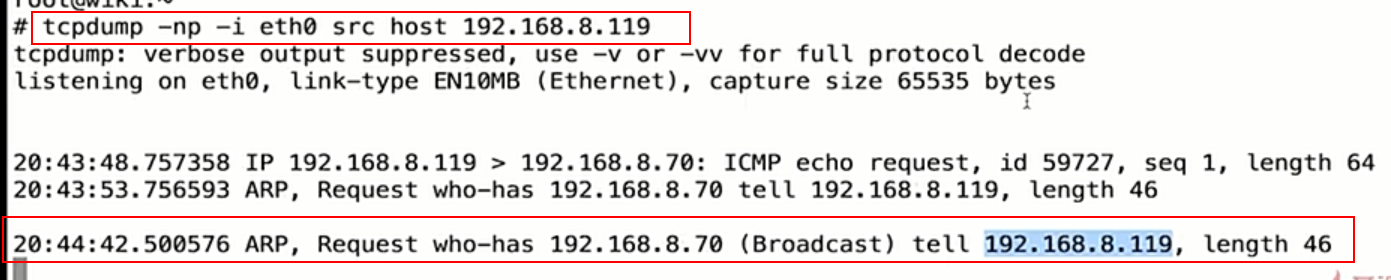 root@wiki:~
# tcpdump -np -i eth0 src host 192.168.8.119
tcpdump: verbose output suppressed, use -v or -vv for full protocol decode
listening on eth0, link-type EN10MB (Ethernet), capture size 65535 bytes
20:43:48.757358 IP 192.168.8.119 > 192.168.8.70: ICMP echo request, id 59727, seq 1, length 64
20:43:53.756593 ARP, Request who-has 192.168.8.70 tell 192.168.8.119, length 46
20:44:42.500576 ARP, Request who-has 192.168.8.70 (Broadcast) tell 192.168.8.119, length 46